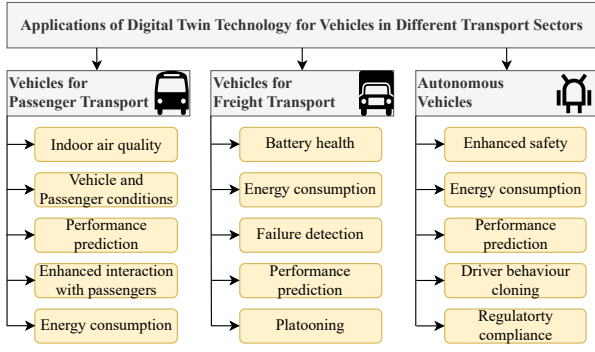 Applications of Digital Twin Technology for Vehicles in Different Transport Sectors
Vehicles for
Passenger Transport
Indoor air quality
Vehicle and
Passenger conditions
Performance
prediction
Enhanced interaction
with passengers
Energy consumption
Vehicles for
Freight Transport
Battery health
Energy consumption
Failure detection
Performance
prediction
Platooning
Autonomous
Vehicles
Enhanced safety
Energy consumption
Performance
prediction
Driver behaviour
cloning
Regulatorty
compliance